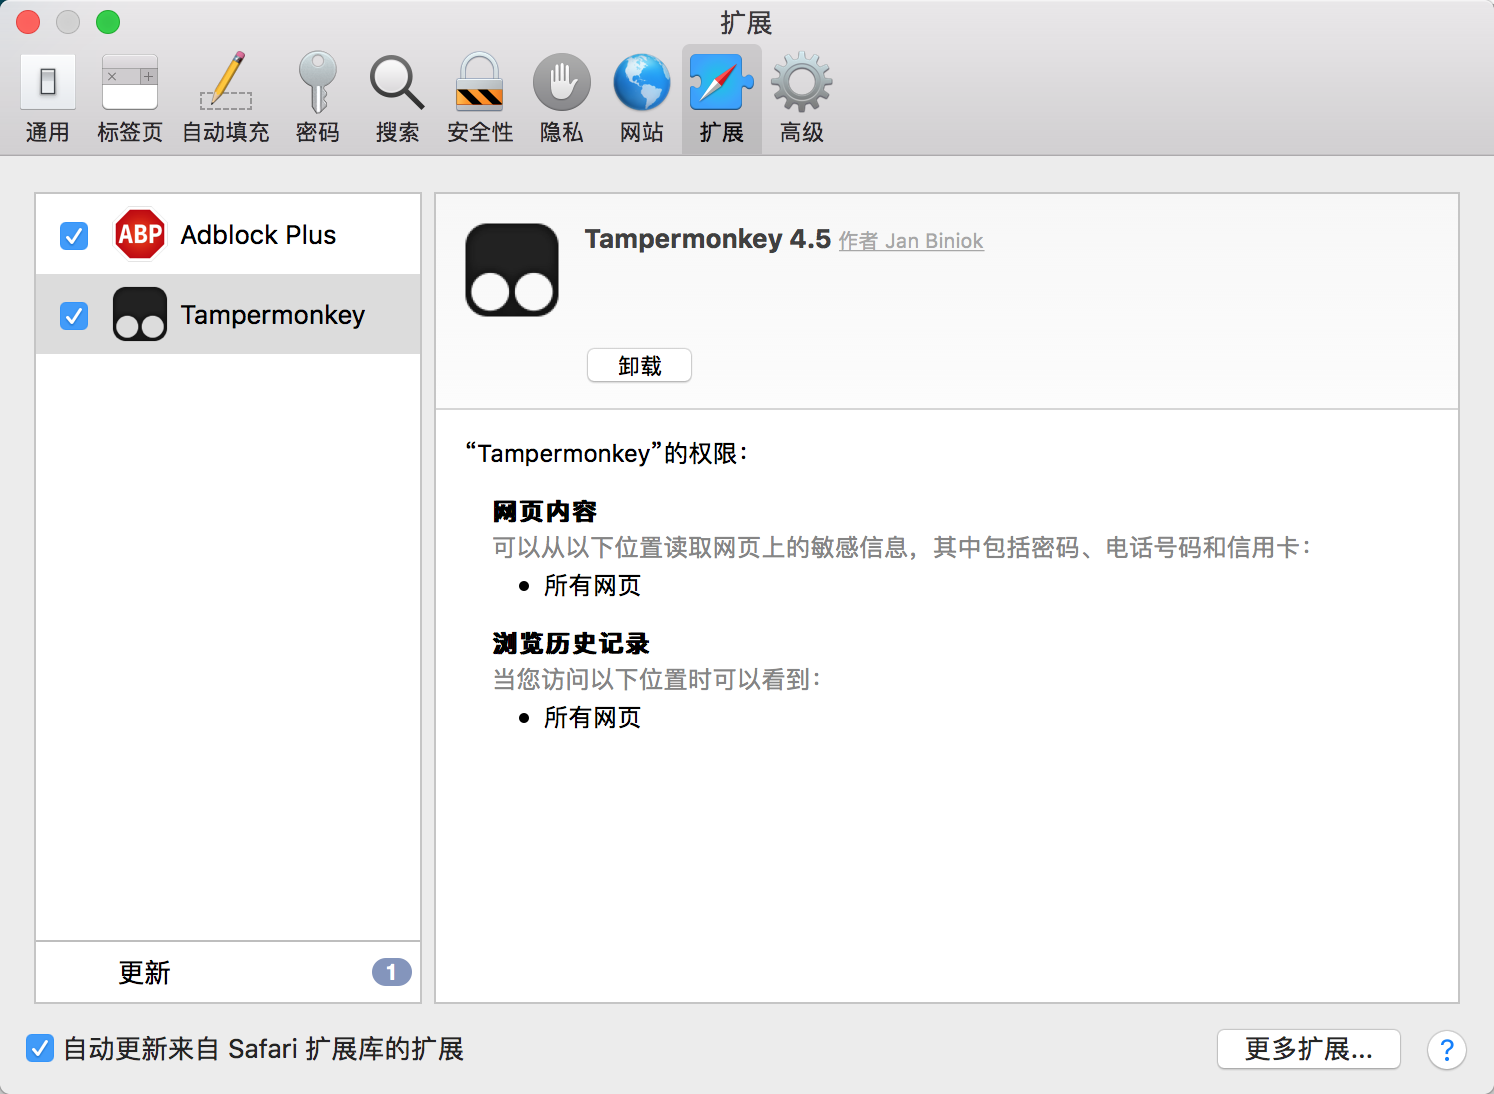 扩展
通用 标签页 自动填充 密码 搜索 安全性 隐私 网站 扩展 高级
ABP Adblock Plus
Tampermonkey
更新 1
Tampermonkey 4.5 作者 Jan Biniok
卸载
“Tampermonkey”的权限：
网页内容
可以从以下位置读取网页上的敏感信息，其中包括密码、电话号码和信用卡：
• 所有网页
浏览历史记录
当您访问以下位置时可以看到：
• 所有网页
自动更新来自 Safari 扩展库的扩展
更多扩展... ?